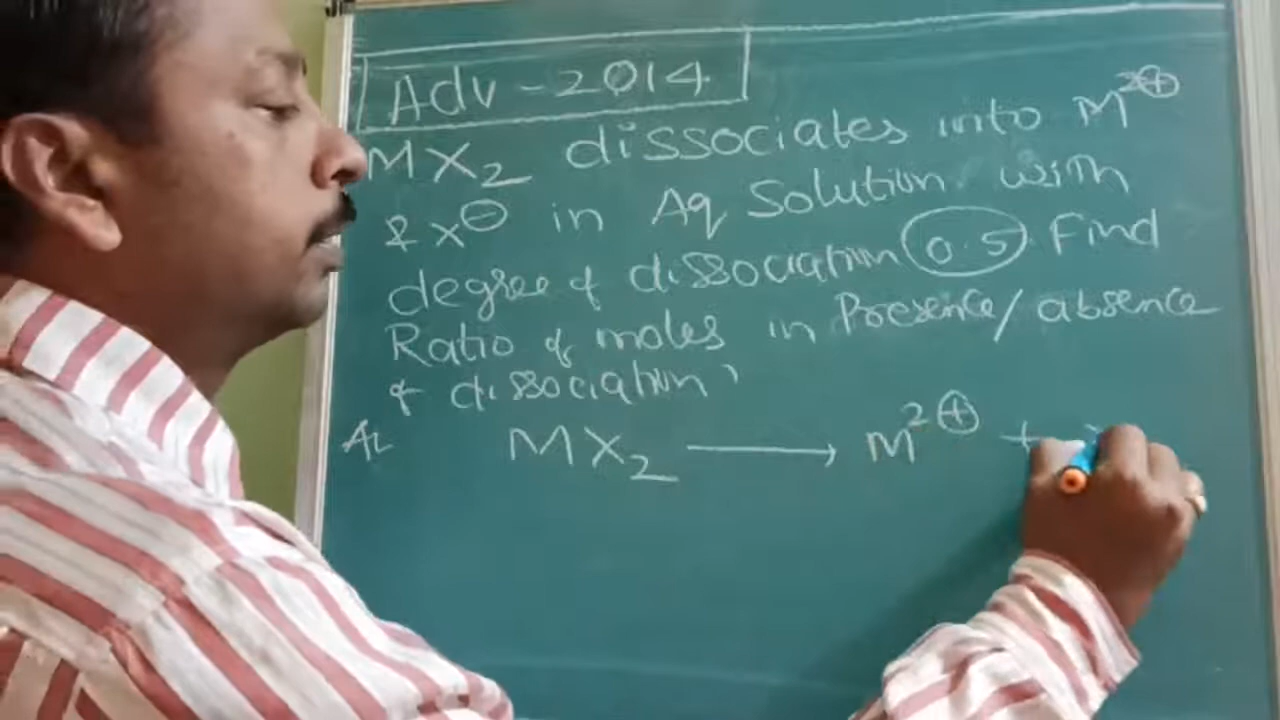 Adv - 2014
MX₂ dissociates into M²⊕
& X⊖ in Aq Solution with
degree of dissociation 0.5. Find
Ratio of moles in Presence/absence
of dissociation?
MX₂ ⟶ M²⊕ +